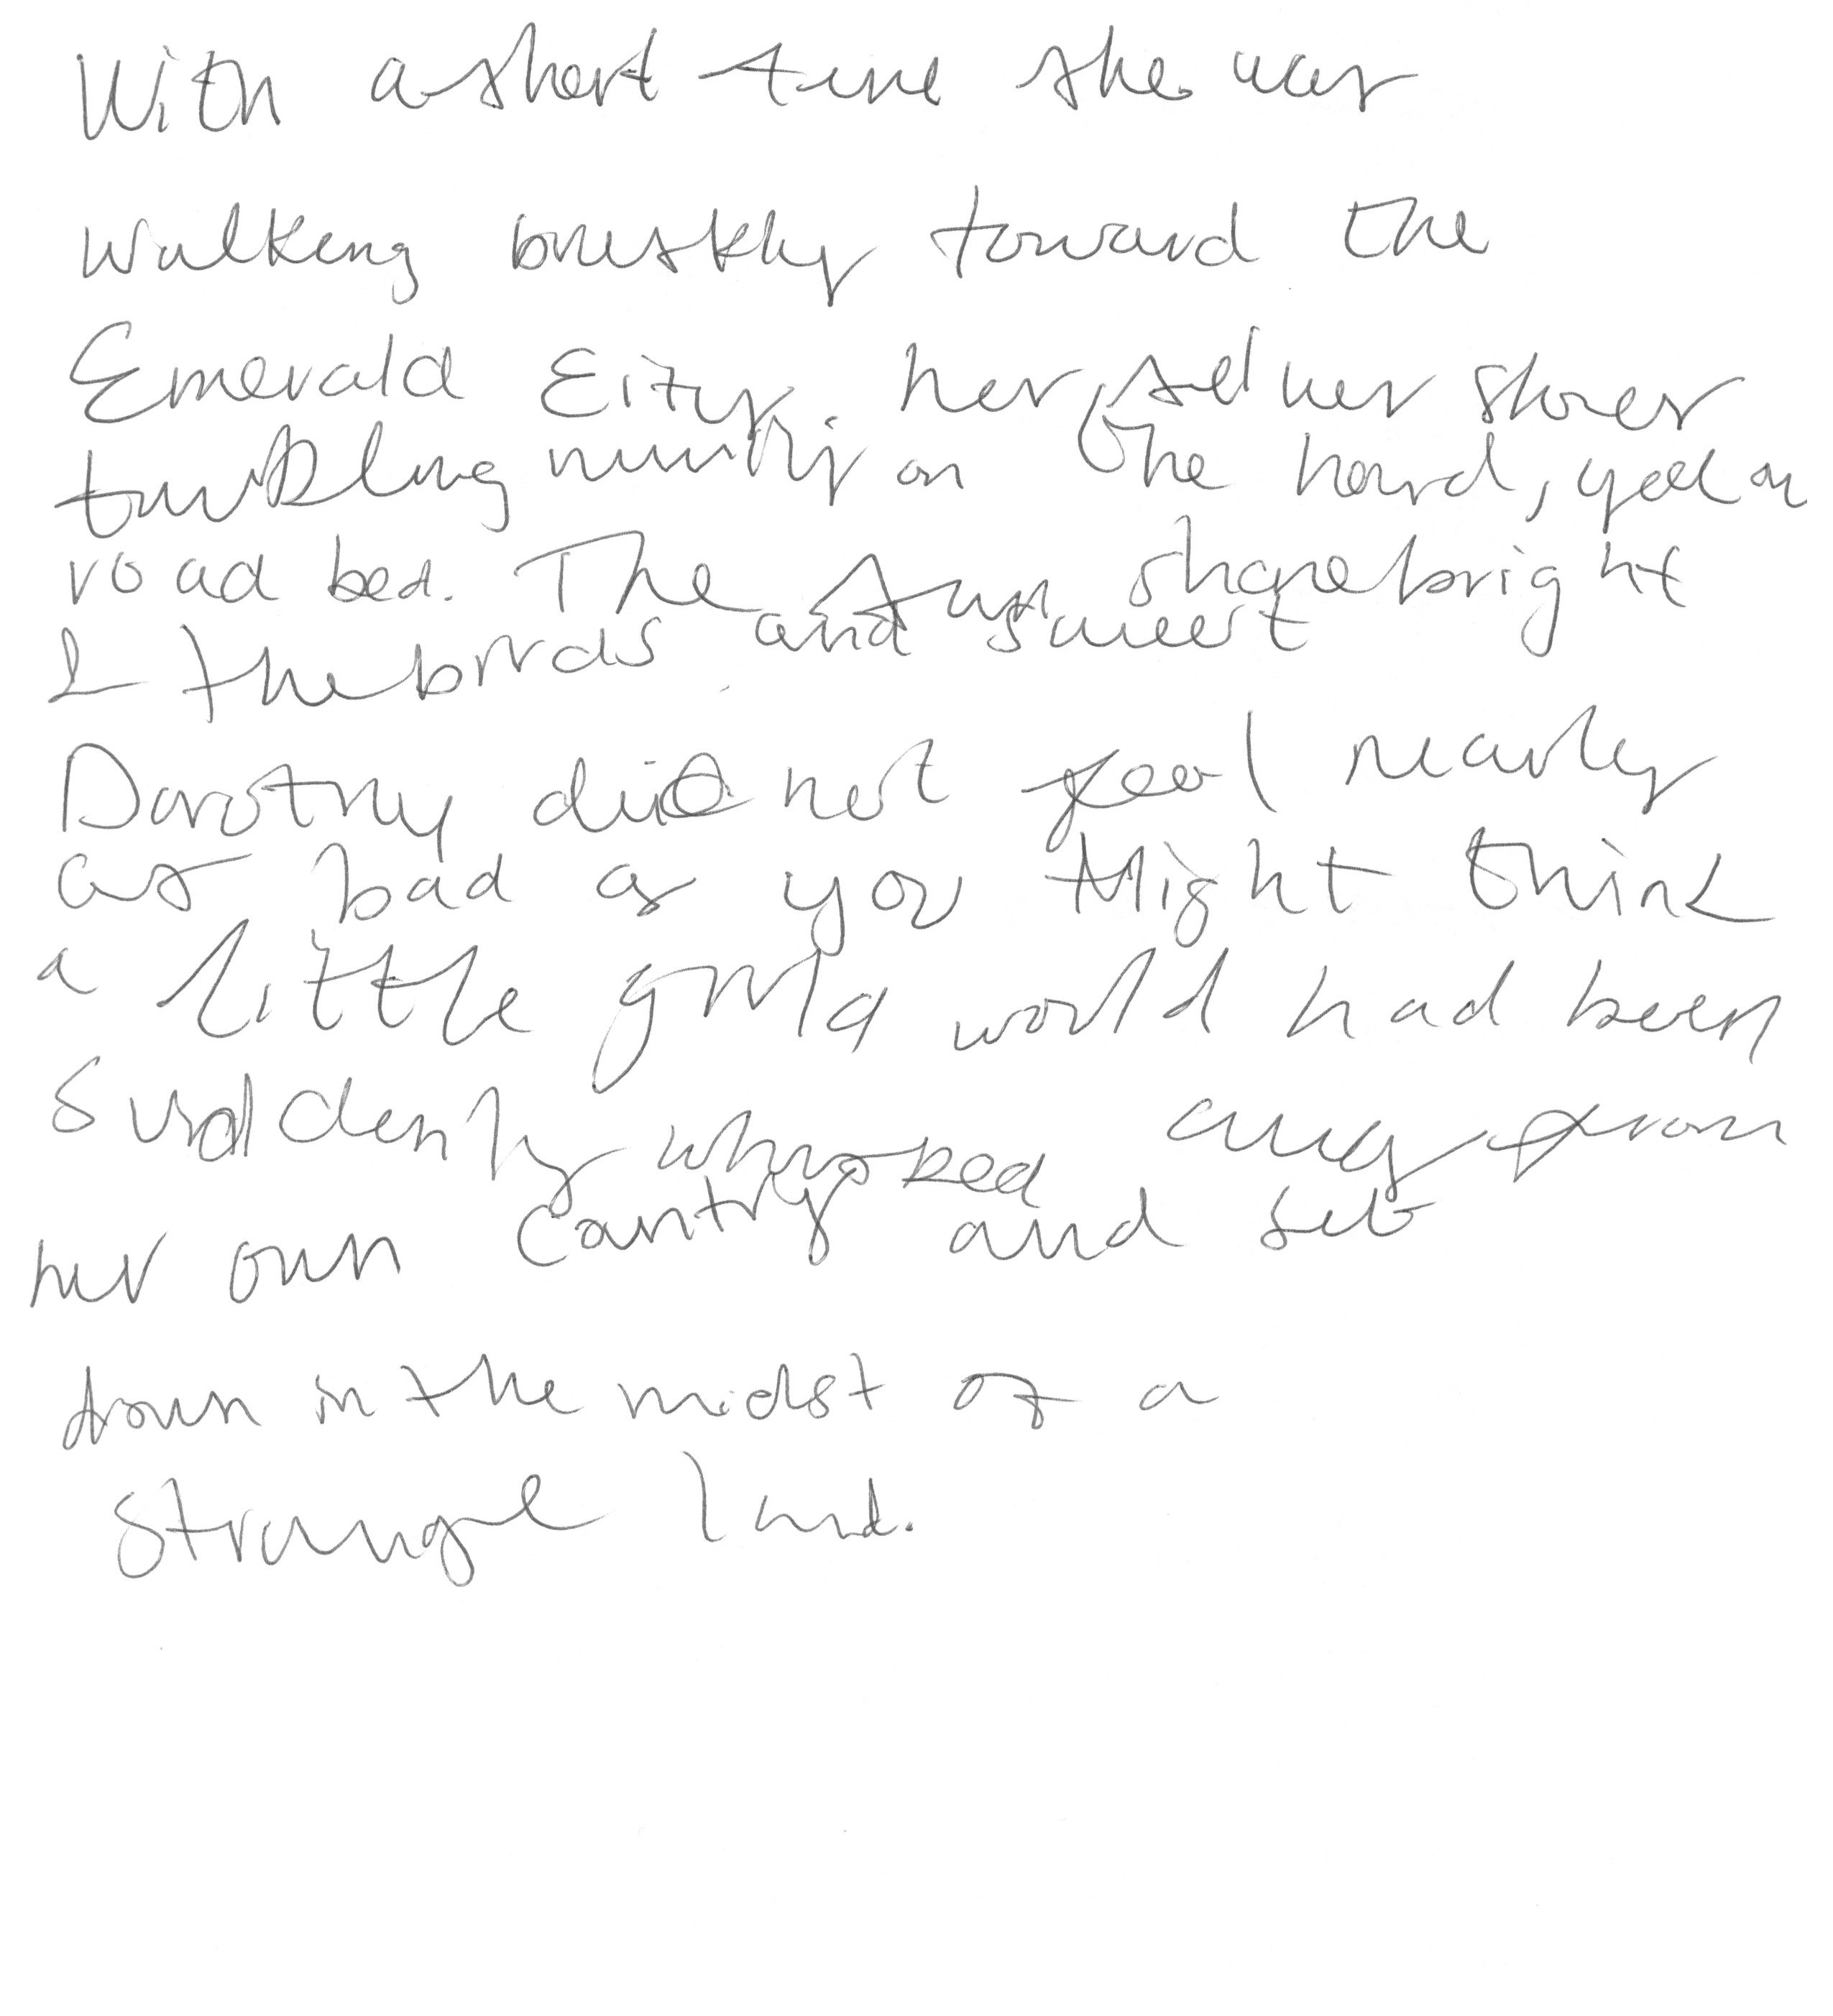 With a short time she was
walking briskly toward the
Emerald City, her silver shoes
tinkling merrily on the hard, yellow
road bed. The sun shone bright
& the birds and sweet
Dorothy did not feel nearly
as bad as you might think
a little girl would had been
suddenly whisked away from
her own country and set
down in the midst of a
strange land.